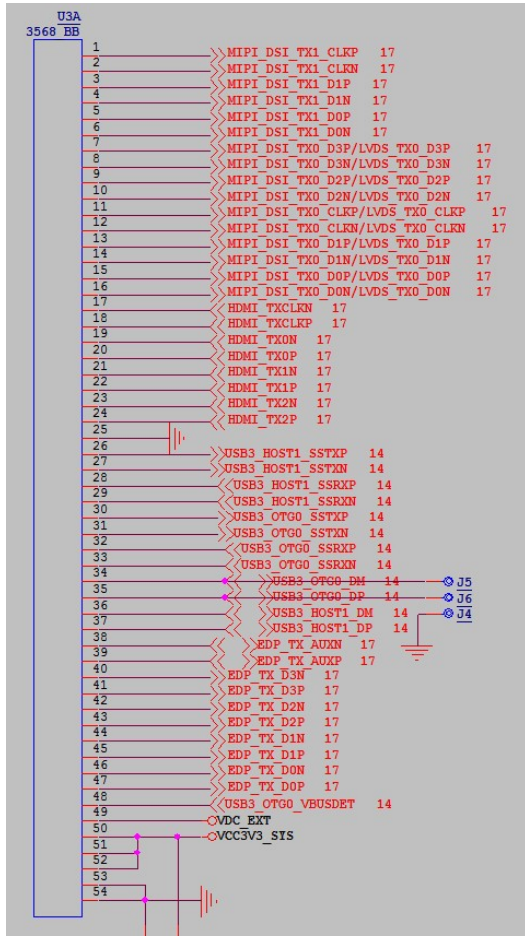 U3A
3568_BB
1 MIPI_DSI_TX1_CLKP 17
2 MIPI_DSI_TX1_CLKN 17
3 MIPI_DSI_TX1_D1P 17
4 MIPI_DSI_TX1_D1N 17
5 MIPI_DSI_TX1_D0P 17
6 MIPI_DSI_TX1_D0N 17
7 MIPI_DSI_TX0_D3P/LVDS_TX0_D3P 17
8 MIPI_DSI_TX0_D3N/LVDS_TX0_D3N 17
9 MIPI_DSI_TX0_D2P/LVDS_TX0_D2P 17
10 MIPI_DSI_TX0_D2N/LVDS_TX0_D2N 17
11 MIPI_DSI_TX0_CLKP/LVDS_TX0_CLKP 17
12 MIPI_DSI_TX0_CLKN/LVDS_TX0_CLKN 17
13 MIPI_DSI_TX0_D1P/LVDS_TX0_D1P 17
14 MIPI_DSI_TX0_D1N/LVDS_TX0_D1N 17
15 MIPI_DSI_TX0_D0P/LVDS_TX0_D0P 17
16 MIPI_DSI_TX0_D0N/LVDS_TX0_D0N 17
17 HDMI_TXCLKN 17
18 HDMI_TXCLKP 17
19 HDMI_TX0N 17
20 HDMI_TX0P 17
21 HDMI_TX1N 17
22 HDMI_TX1P 17
23 HDMI_TX2N 17
24 HDMI_TX2P 17
25
26 USB3_HOST1_SSTXP 14
27 USB3_HOST1_SSTXN 14
28 USB3_HOST1_SSRXP 14
29 USB3_HOST1_SSRXN 14
30 USB3_OTG0_SSTXP 14
31 USB3_OTG0_SSTXN 14
32 USB3_OTG0_SSRXP 14
33 USB3_OTG0_SSRXN 14
34 USB3_OTG0_DM 14 J5
35 USB3_OTG0_DP 14 J6
36 USB3_HOST1_DM 14 J4
37 USB3_HOST1_DP 14
38 EDP_TX_AUXN 17
39 EDP_TX_AUXP 17
40 EDP_TX_D3N 17
41 EDP_TX_D3P 17
42 EDP_TX_D2N 17
43 EDP_TX_D2P 17
44 EDP_TX_D1N 17
45 EDP_TX_D1P 17
46 EDP_TX_D0N 17
47 EDP_TX_D0P 17
48 USB3_OTG0_VBUSDET 14
49 VDC_EXT
50 VCC3V3_SYS
51
52
53
54